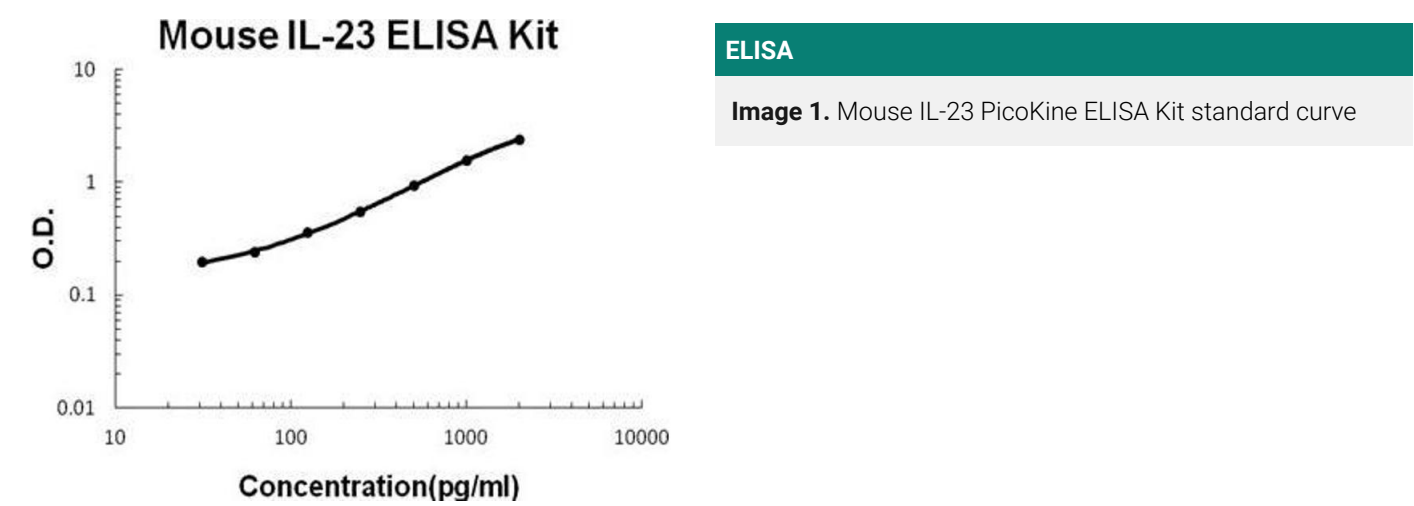 Mouse IL-23 ELISA Kit
10
1
0.1
0.01
O.D.
10 100 1000 10000
Concentration(pg/ml)
ELISA
Image 1. Mouse IL-23 PicoKine ELISA Kit standard curve